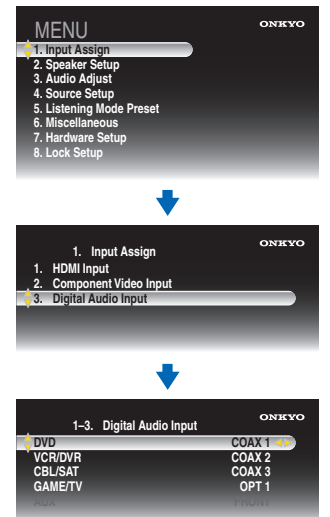 MENU ONKYO
1. Input Assign
2. Speaker Setup
3. Audio Adjust
4. Source Setup
5. Listening Mode Preset
6. Miscellaneous
7. Hardware Setup
8. Lock Setup
ONKYO
1. Input Assign
1. HDMI Input
2. Component Video Input
3. Digital Audio Input
ONKYO
1–3. Digital Audio Input
DVD COAX 1
VCR/DVR COAX 2
CBL/SAT COAX 3
GAME/TV OPT 1
AUX FRONT